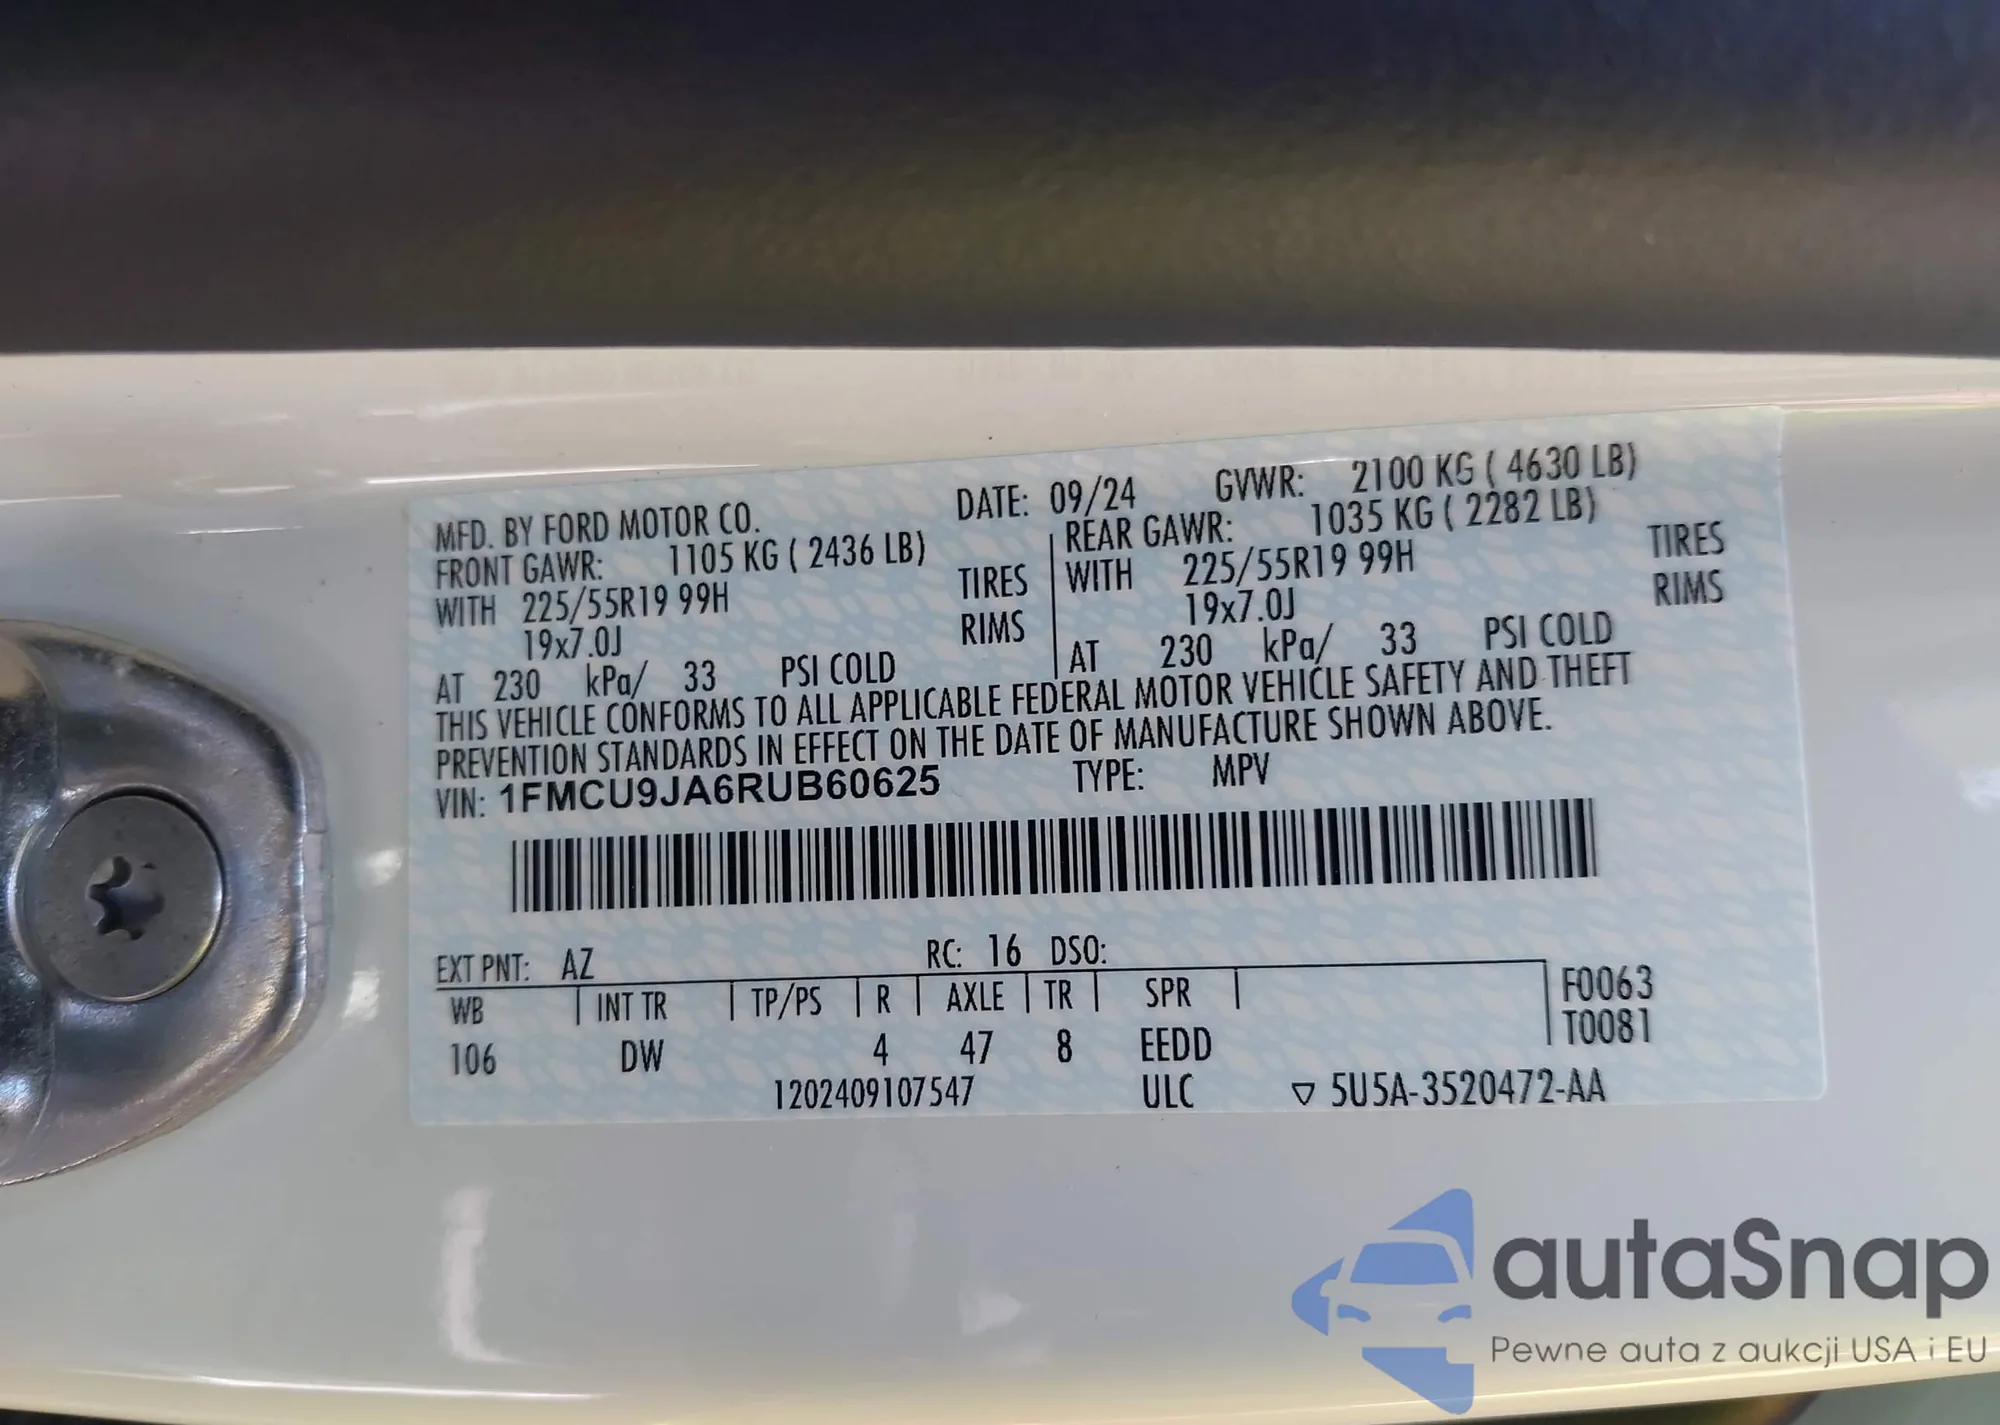 MFD. BY FORD MOTOR CO. DATE: 09/24 GVWR: 2100 KG ( 4630 LB)
FRONT GAWR: 1105 KG ( 2436 LB) REAR GAWR: 1035 KG ( 2282 LB)
WITH 225/55R19 99H TIRES WITH 225/55R19 99H TIRES
19x7.0J RIMS 19x7.0J RIMS
AT 230 kPa/ 33 PSI COLD AT 230 kPa/ 33 PSI COLD
THIS VEHICLE CONFORMS TO ALL APPLICABLE FEDERAL MOTOR VEHICLE SAFETY AND THEFT
PREVENTION STANDARDS IN EFFECT ON THE DATE OF MANUFACTURE SHOWN ABOVE.
VIN: 1FMCU9JA6RUB60625 TYPE: MPV
EXT PNT: AZ RC: 16 DSO:
WB INT TR TP/PS R AXLE TR SPR F0063
106 DW 4 47 8 EEDD T0081
1202409107547 ULC ▽ 5U5A-3520472-AA
autaSnap
Pewne auta z aukcji USA i EU